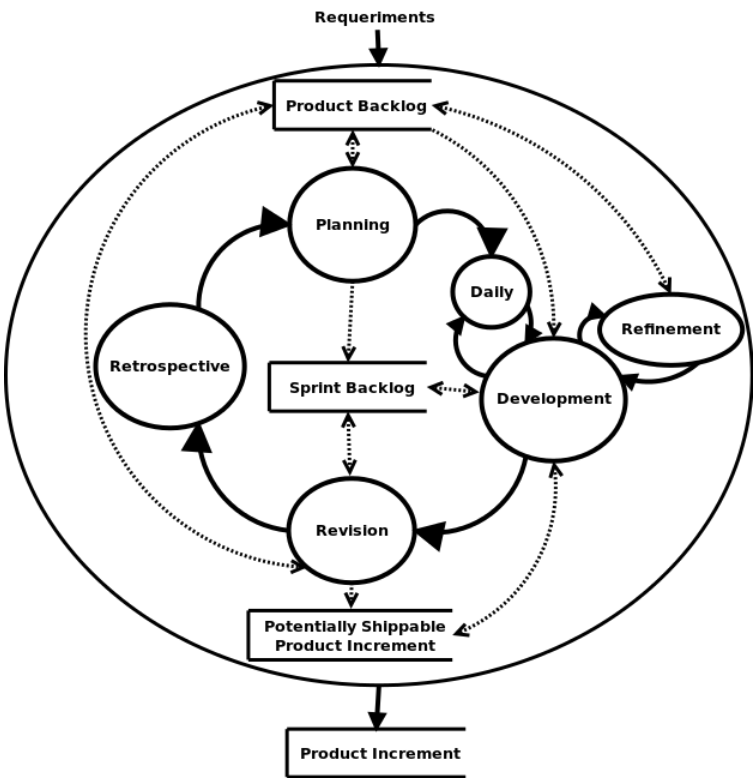 Requeriments
Product Backlog
Planning
Daily
Refinement
Retrospective
Sprint Backlog
Development
Revision
Potentially Shippable
Product Increment
Product Increment